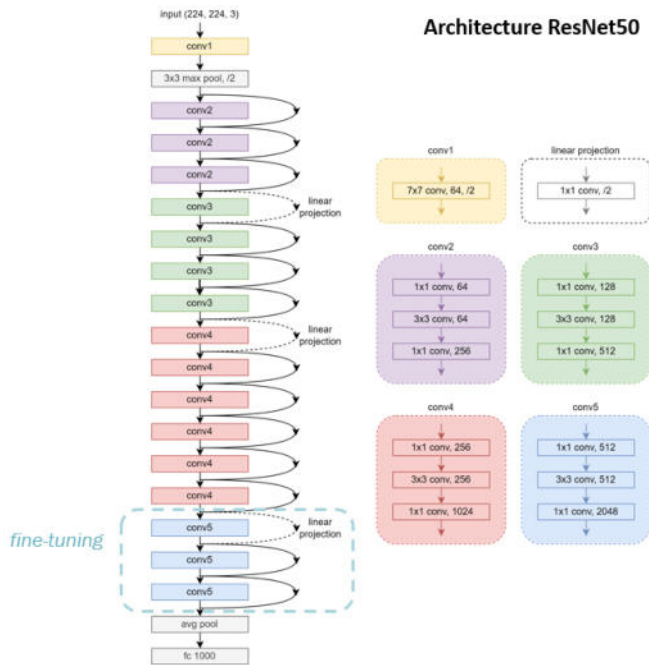 Architecture ResNet50
input (224, 224, 3)
conv1
3x3 max pool, /2
conv2
conv2
conv2
conv3
linear
projection
conv3
conv3
conv3
conv4
linear
projection
conv4
conv4
conv4
conv4
conv4
fine-tuning
conv5
linear
projection
conv5
conv5
avg pool
fc 1000
conv1
7x7 conv, 64, /2
linear projection
1x1 conv, /2
conv2
1x1 conv, 64
3x3 conv, 64
1x1 conv, 256
conv3
1x1 conv, 128
3x3 conv, 128
1x1 conv, 512
conv4
1x1 conv, 256
3x3 conv, 256
1x1 conv, 1024
conv5
1x1 conv, 512
3x3 conv, 512
1x1 conv, 2048